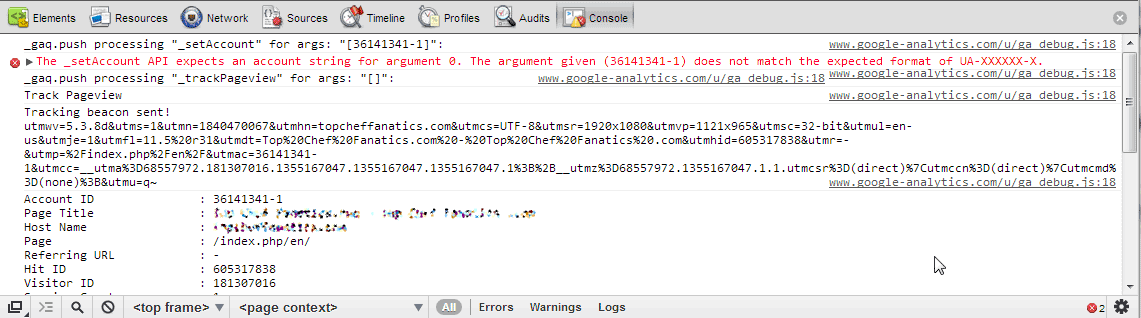 Elements Resources Network Sources Timeline Profiles Audits Console
_gaq.push processing "_setAccount" for args: "[36141341-1]": www.google-analytics.com/u/ga_debug.js:18
The _setAccount API expects an account string for argument 0. The argument given (36141341-1) does not match the expected format of UA-XXXXXX-X.
www.google-analytics.com/u/ga_debug.js:18
_gaq.push processing "_trackPageview" for args: "[]": www.google-analytics.com/u/ga_debug.js:18
Track Pageview www.google-analytics.com/u/ga_debug.js:18
Tracking beacon sent!
utmwv=5.3.8d&utms=1&utmn=1840470067&utmhn=topcheffanatics.com&utmcs=UTF-8&utmsr=1920x1080&utmvp=1121x965&utmsc=32-bit&utmul=en-
us&utmje=1&utmfl=11.5%20r31&utmdt=Top%20Chef%20Fanatics.com%20-%20Top%20Chef%20Fanatics%20.com&utmhid=605317838&utmr=-
&utmp=%2Findex.php%2Fen%2F&utmac=36141341-
1&utmcc=__utma%3D68557972.181307016.1355167047.1355167047.1355167047.1%3B%2B__utmz%3D68557972.1355167047.1.1.utmcsr%3D(direct)%7Cutmccn%3D(direct)%7Cutmcmd%
3D(none)%3B&utmu=q~ www.google-analytics.com/u/ga_debug.js:18
Account ID : 36141341-1
Page Title :
Host Name :
Page : /index.php/en/
Referring URL : -
Hit ID : 605317838
Visitor ID : 181307016
<top frame> <page context> All Errors Warnings Logs 2